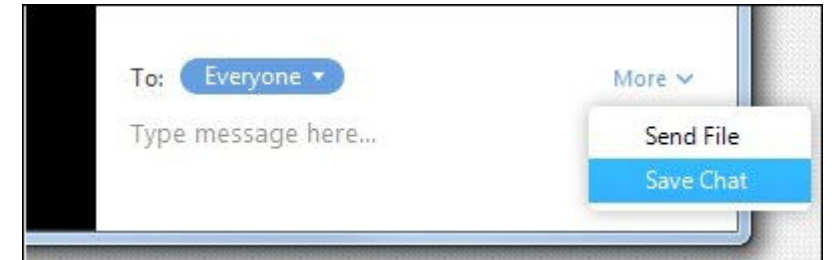 To: Everyone
More
Type message here...
Send File
Save Chat